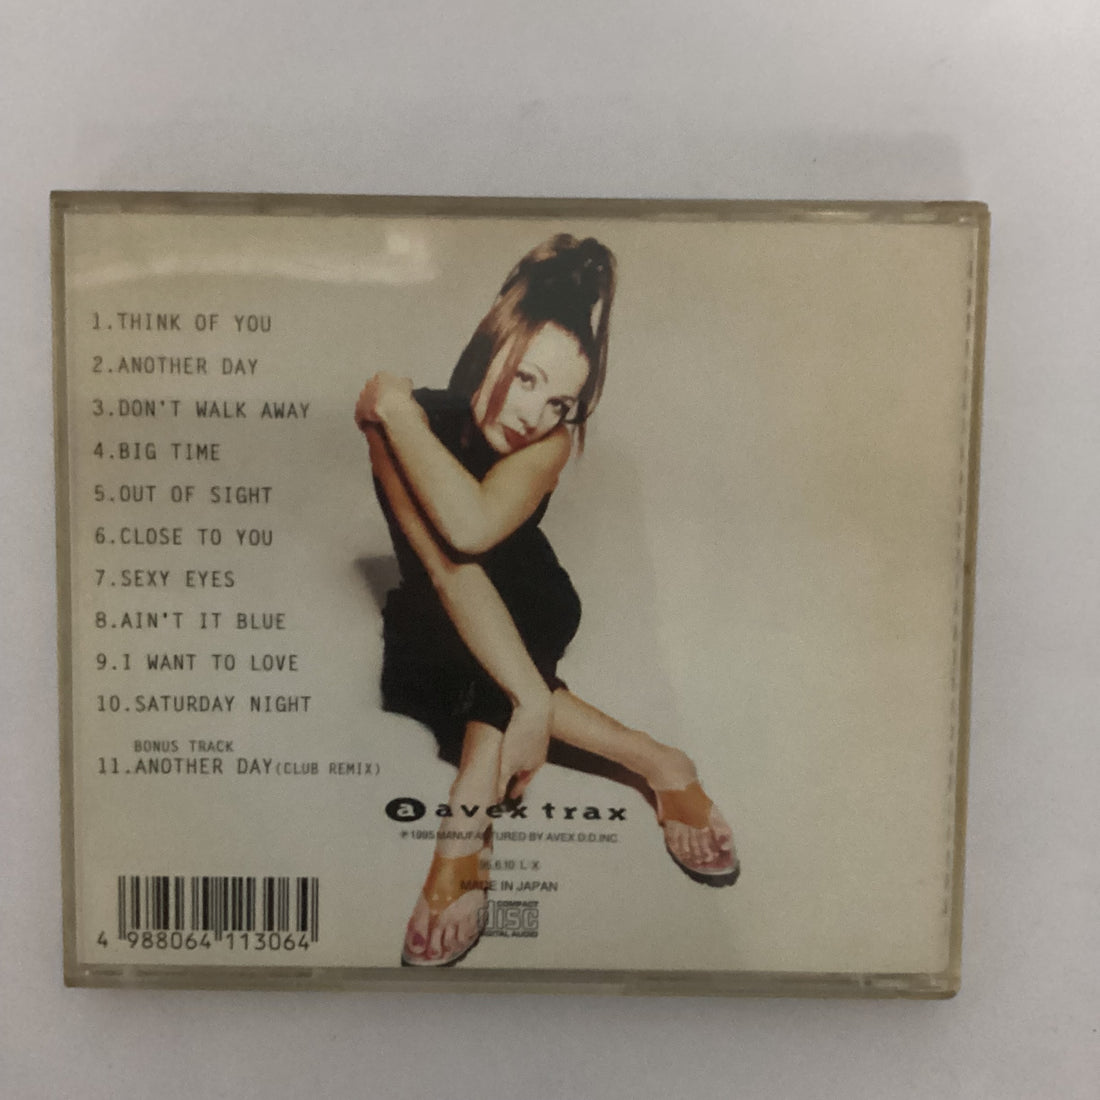 1.THINK OF YOU
2.ANOTHER DAY
3.DON'T WALK AWAY
4.BIG TIME
5.OUT OF SIGHT
6.CLOSE TO YOU
7.SEXY EYES
8.AIN'T IT BLUE
9.I WANT TO LOVE
10.SATURDAY NIGHT
BONUS TRACK
11.ANOTHER DAY(CLUB REMIX)
a avex trax
℗1995 MANUFACTURED BY AVEX D.D.INC.
95.6.10 L X
MADE IN JAPAN
COMPACT
disc
DIGITAL AUDIO
4 988064 113064